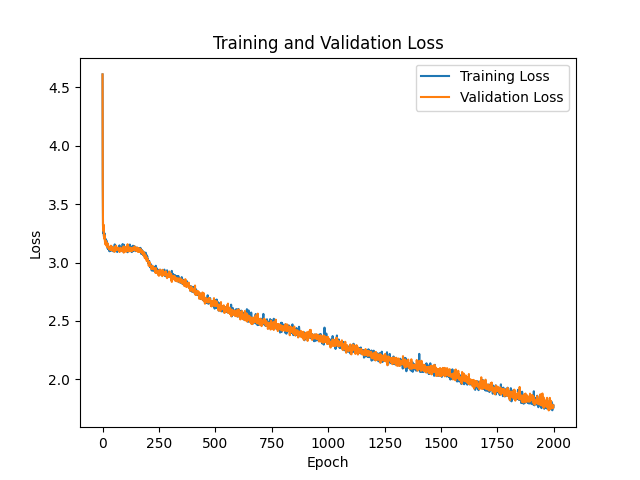 Training and Validation Loss
Training Loss
Validation Loss
Loss
4.5
4.0
3.5
3.0
2.5
2.0
0 250 500 750 1000 1250 1500 1750 2000
Epoch